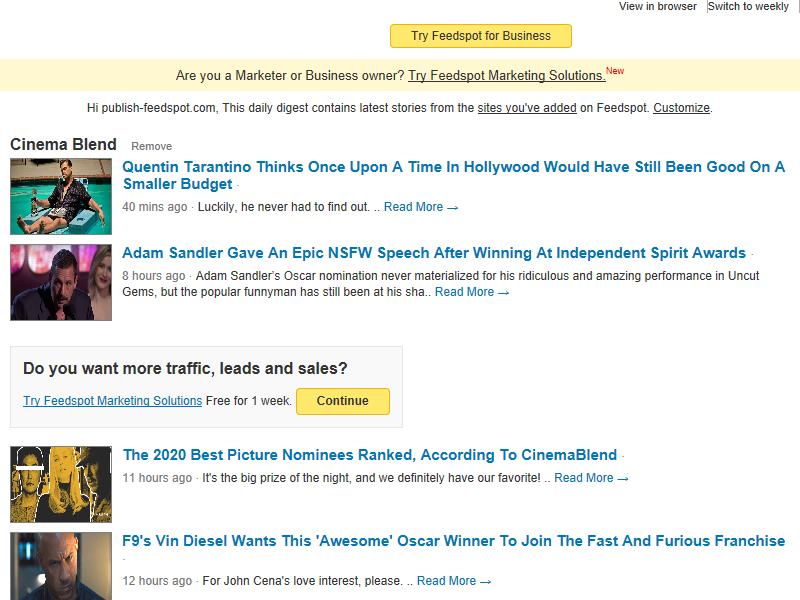 View in browser | Switch to weekly |
Try Feedspot for Business
Are you a Marketer or Business owner? Try Feedspot Marketing Solutions. New
Hi publish-feedspot.com, This daily digest contains latest stories from the sites you've added on Feedspot. Customize.
Cinema Blend Remove
Quentin Tarantino Thinks Once Upon A Time In Hollywood Would Have Still Been Good On A
Smaller Budget ·
40 mins ago · Luckily, he never had to find out. .. Read More →
Adam Sandler Gave An Epic NSFW Speech After Winning At Independent Spirit Awards ·
8 hours ago · Adam Sandler's Oscar nomination never materialized for his ridiculous and amazing performance in Uncut
Gems, but the popular funnyman has still been at his sha.. Read More →
Do you want more traffic, leads and sales?
Try Feedspot Marketing Solutions Free for 1 week. Continue
The 2020 Best Picture Nominees Ranked, According To CinemaBlend ·
11 hours ago · It's the big prize of the night, and we definitely have our favorite! .. Read More →
F9's Vin Diesel Wants This 'Awesome' Oscar Winner To Join The Fast And Furious Franchise
·
12 hours ago · For John Cena's love interest, please. .. Read More →